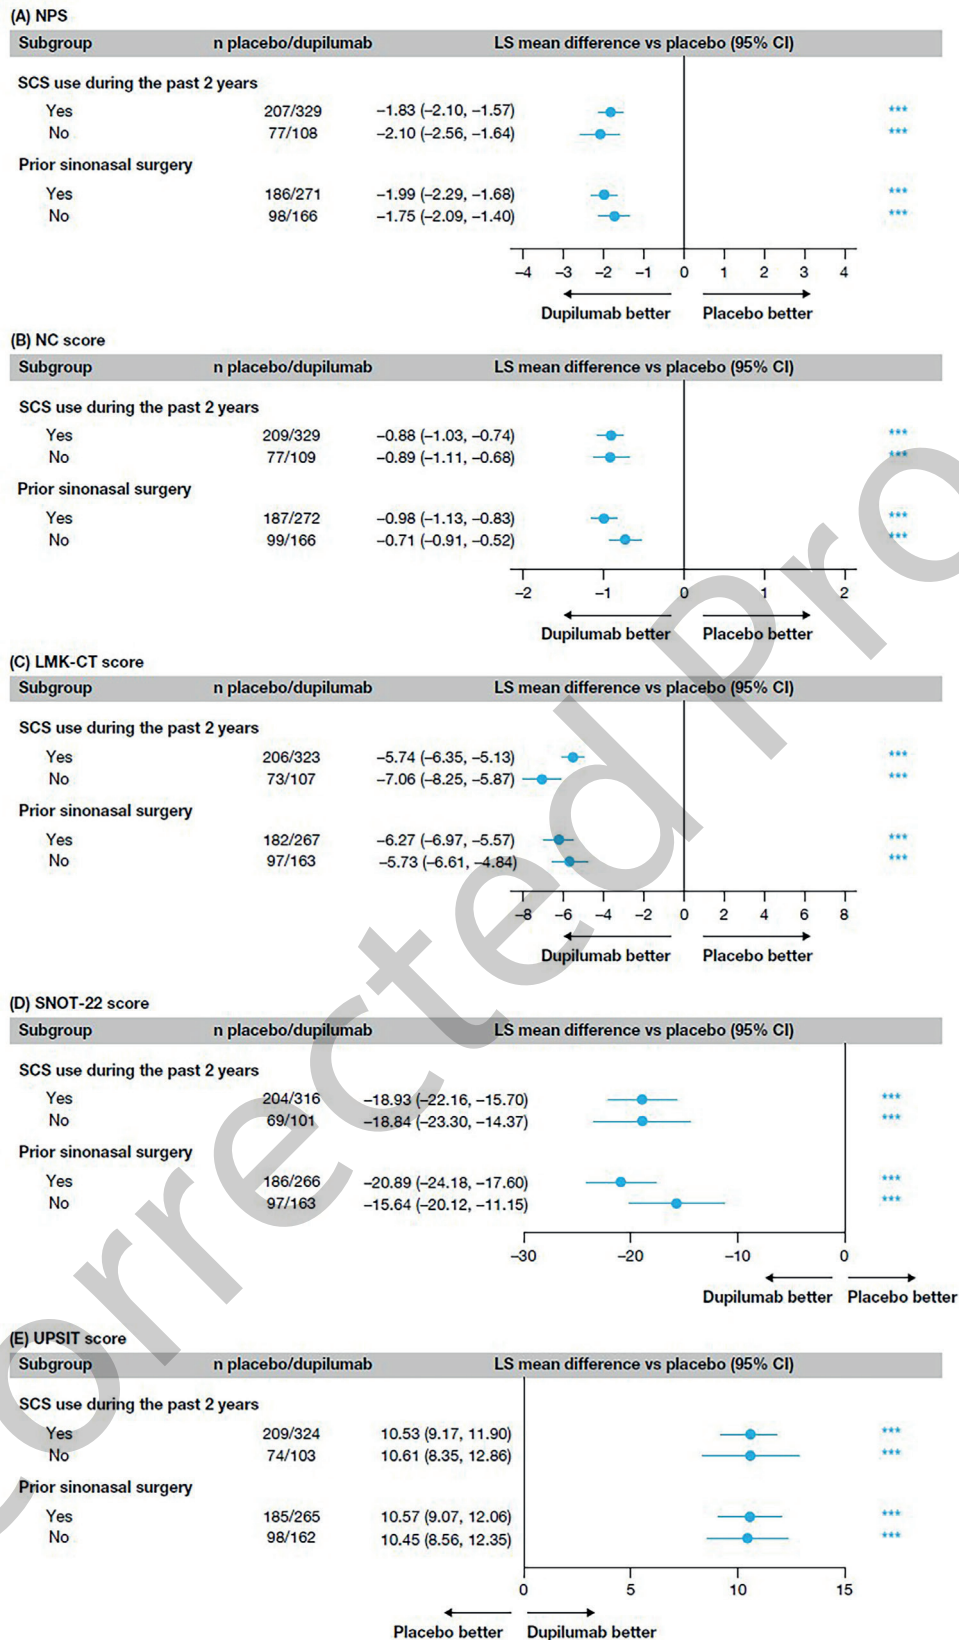 (A) NPS
Subgroup n placebo/dupilumab LS mean difference vs placebo (95% CI)
SCS use during the past 2 years
Yes 207/329 −1.83 (−2.10, −1.57) ***
No 77/108 −2.10 (−2.56, −1.64) ***
Prior sinonasal surgery
Yes 186/271 −1.99 (−2.29, −1.68) ***
No 98/166 −1.75 (−2.09, −1.40) ***
−4 −3 −2 −1 0 1 2 3 4
Dupilumab better Placebo better
(B) NC score
Subgroup n placebo/dupilumab LS mean difference vs placebo (95% CI)
SCS use during the past 2 years
Yes 209/329 −0.88 (−1.03, −0.74) ***
No 77/109 −0.89 (−1.11, −0.68) ***
Prior sinonasal surgery
Yes 187/272 −0.98 (−1.13, −0.83) ***
No 99/166 −0.71 (−0.91, −0.52) ***
−2 −1 0 1 2
Dupilumab better Placebo better
(C) LMK-CT score
Subgroup n placebo/dupilumab LS mean difference vs placebo (95% CI)
SCS use during the past 2 years
Yes 206/323 −5.74 (−6.35, −5.13) ***
No 73/107 −7.06 (−8.25, −5.87) ***
Prior sinonasal surgery
Yes 182/267 −6.27 (−6.97, −5.57) ***
No 97/163 −5.73 (−6.61, −4.84) ***
−8 −6 −4 −2 0 2 4 6 8
Dupilumab better Placebo better
(D) SNOT-22 score
Subgroup n placebo/dupilumab LS mean difference vs placebo (95% CI)
SCS use during the past 2 years
Yes 204/316 −18.93 (−22.16, −15.70) ***
No 69/101 −18.84 (−23.30, −14.37) ***
Prior sinonasal surgery
Yes 186/266 −20.89 (−24.18, −17.60) ***
No 97/163 −15.64 (−20.12, −11.15) ***
−30 −20 −10 0
Dupilumab better Placebo better
(E) UPSIT score
Subgroup n placebo/dupilumab LS mean difference vs placebo (95% CI)
SCS use during the past 2 years
Yes 209/324 10.53 (9.17, 11.90) ***
No 74/103 10.61 (8.35, 12.86) ***
Prior sinonasal surgery
Yes 185/265 10.57 (9.07, 12.06) ***
No 98/162 10.45 (8.56, 12.35) ***
0 5 10 15
Placebo better Dupilumab better
orrected Pro